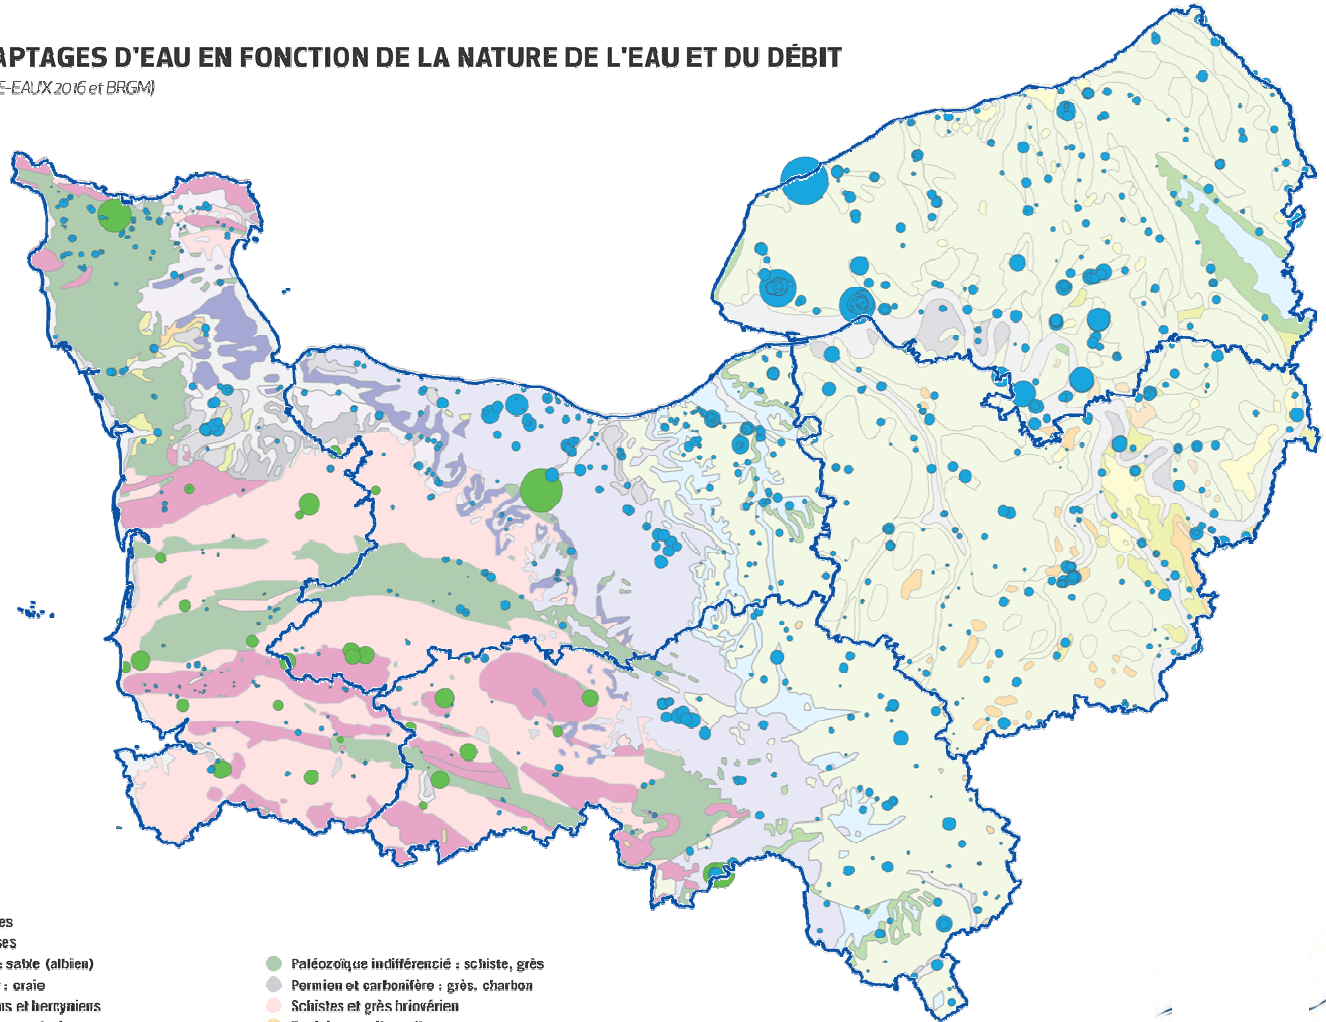 APTAGES D'EAU EN FONCTION DE LA NATURE DE L'EAU ET DU DÉBIT
E-EAUX 2016 et BRGM)
es
ses
: sable (albien)
: craie
ns et hercyniens
Paléozoïque indifférencié : schiste, grès
Permien et carbonifère : grès, charbon
Schistes et grès briovérien